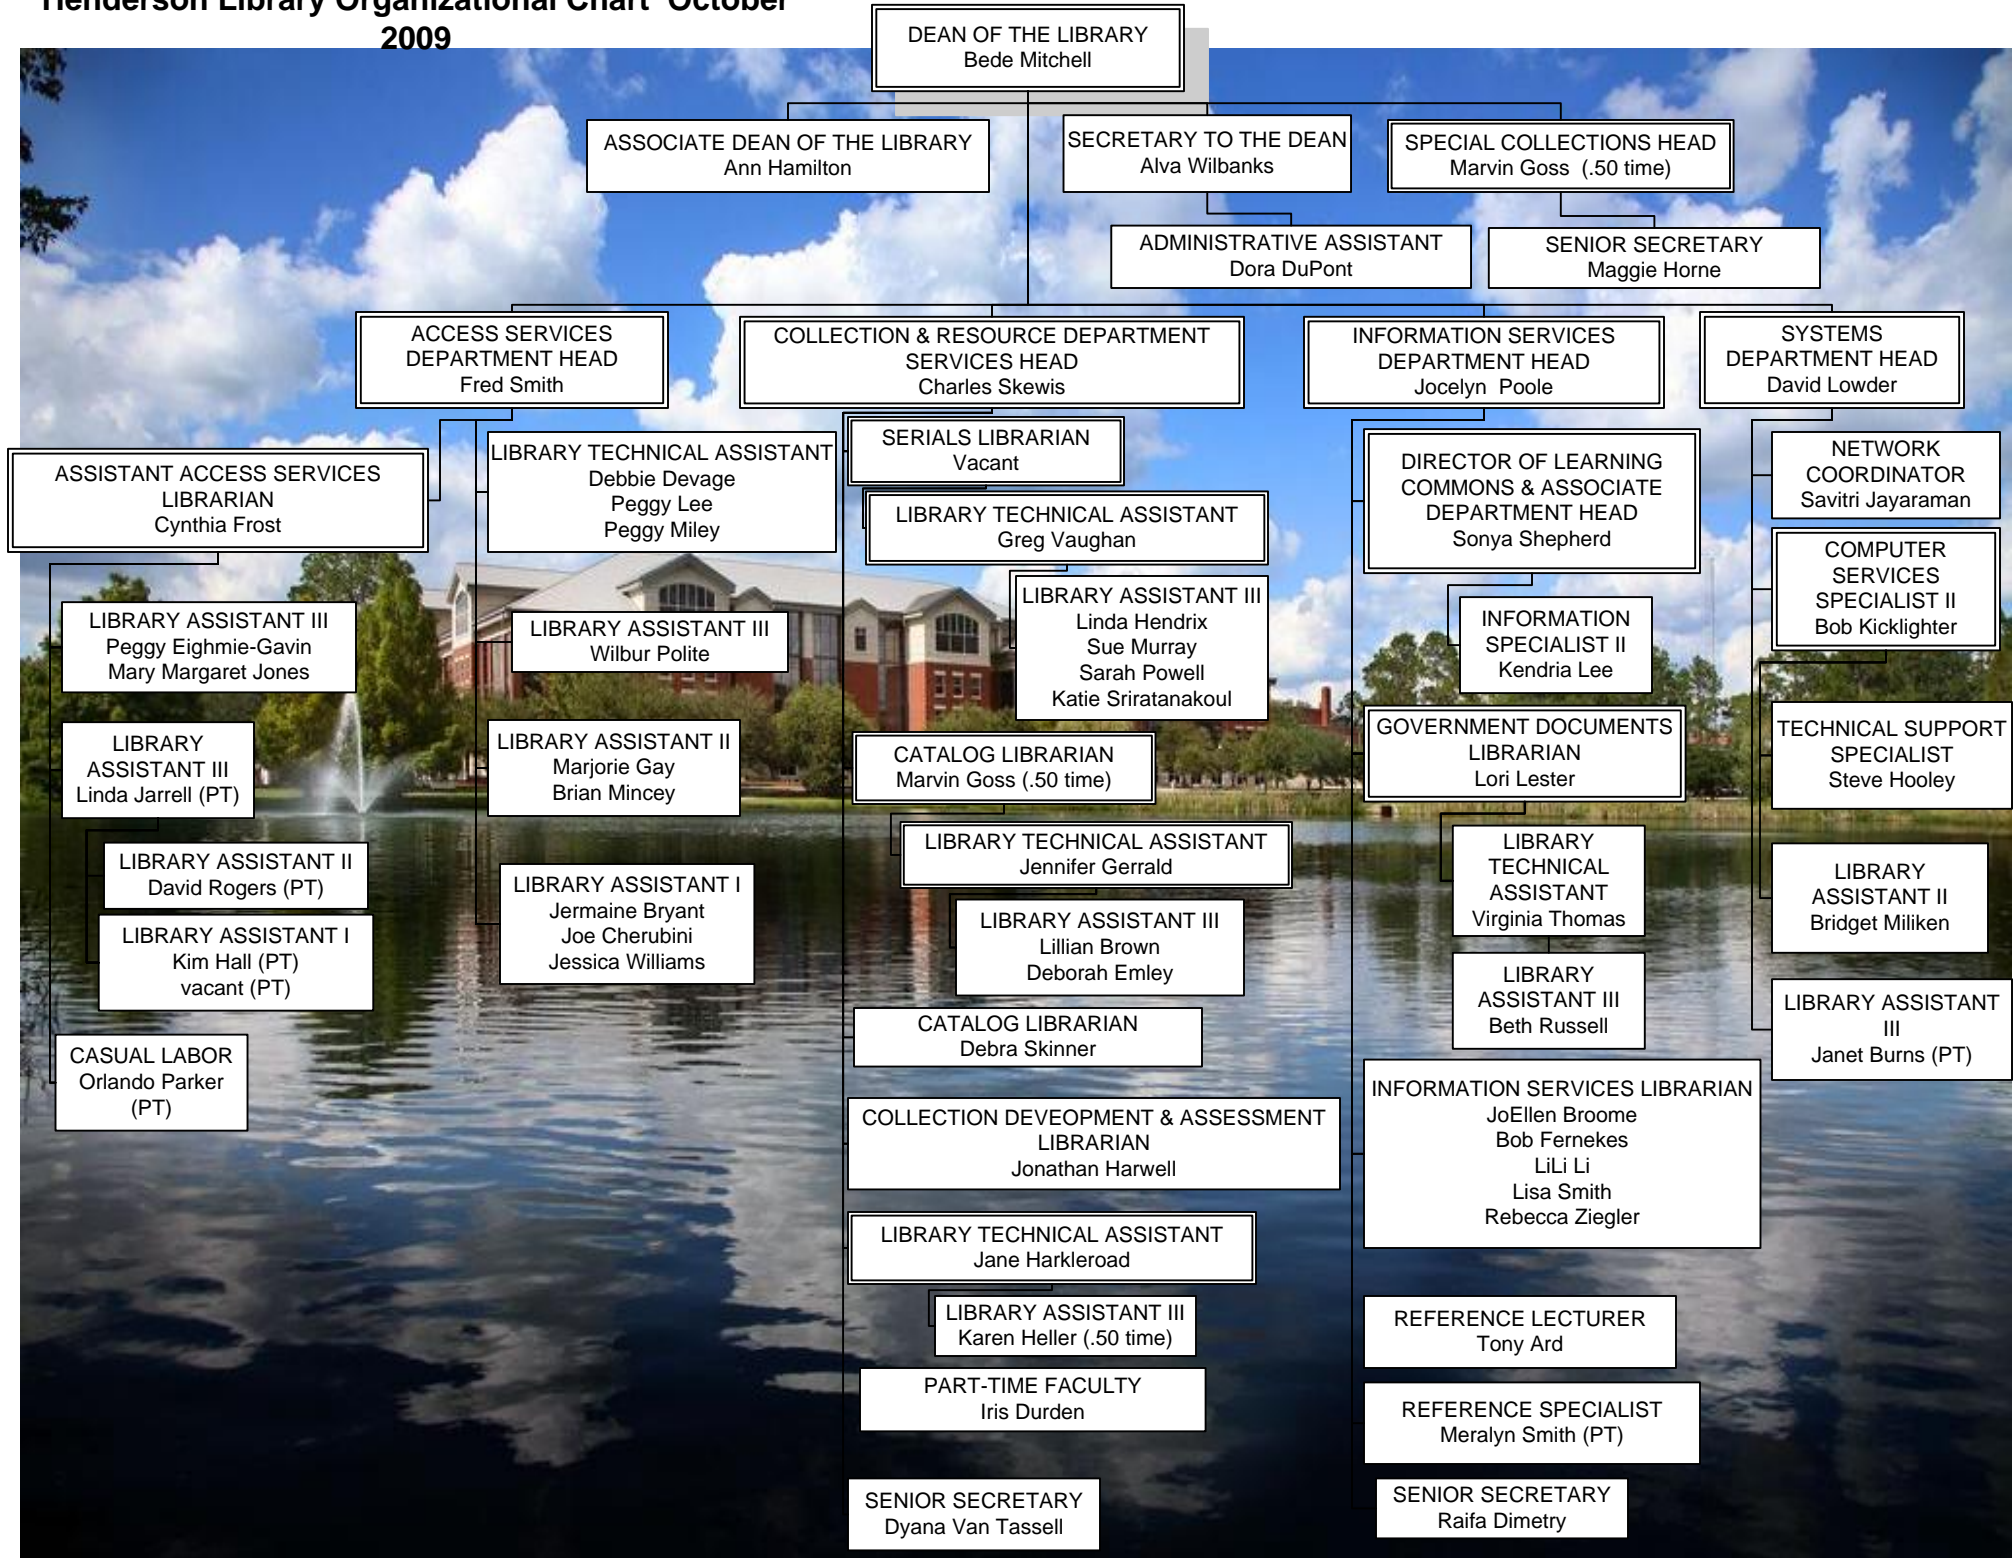 Henderson Library Organizational Chart October
2009
DEAN OF THE LIBRARY
Bede Mitchell
ASSOCIATE DEAN OF THE LIBRARY
Ann Hamilton
SECRETARY TO THE DEAN
Alva Wilbanks
SPECIAL COLLECTIONS HEAD
Marvin Goss (.50 time)
ADMINISTRATIVE ASSISTANT
Dora DuPont
SENIOR SECRETARY
Maggie Horne
ACCESS SERVICES
DEPARTMENT HEAD
Fred Smith
COLLECTION & RESOURCE DEPARTMENT
SERVICES HEAD
Charles Skewis
INFORMATION SERVICES
DEPARTMENT HEAD
Jocelyn Poole
SYSTEMS
DEPARTMENT HEAD
David Lowder
ASSISTANT ACCESS SERVICES
LIBRARIAN
Cynthia Frost
LIBRARY ASSISTANT III
Peggy Eighmie-Gavin
Mary Margaret Jones
LIBRARY
ASSISTANT III
Linda Jarrell (PT)
LIBRARY ASSISTANT II
David Rogers (PT)
LIBRARY ASSISTANT I
Kim Hall (PT)
vacant (PT)
CASUAL LABOR
Orlando Parker
(PT)
LIBRARY TECHNICAL ASSISTANT
Debbie Devage
Peggy Lee
Peggy Miley
LIBRARY ASSISTANT III
Wilbur Polite
LIBRARY ASSISTANT II
Marjorie Gay
Brian Mincey
LIBRARY ASSISTANT I
Jermaine Bryant
Joe Cherubini
Jessica Williams
SERIALS LIBRARIAN
Vacant
LIBRARY TECHNICAL ASSISTANT
Greg Vaughan
LIBRARY ASSISTANT III
Linda Hendrix
Sue Murray
Sarah Powell
Katie Sriratanakoul
CATALOG LIBRARIAN
Marvin Goss (.50 time)
LIBRARY TECHNICAL ASSISTANT
Jennifer Gerrald
LIBRARY ASSISTANT III
Lillian Brown
Deborah Emley
CATALOG LIBRARIAN
Debra Skinner
COLLECTION DEVEOPMENT & ASSESSMENT
LIBRARIAN
Jonathan Harwell
LIBRARY TECHNICAL ASSISTANT
Jane Harkleroad
LIBRARY ASSISTANT III
Karen Heller (.50 time)
PART-TIME FACULTY
Iris Durden
SENIOR SECRETARY
Dyana Van Tassell
DIRECTOR OF LEARNING
COMMONS & ASSOCIATE
DEPARTMENT HEAD
Sonya Shepherd
INFORMATION
SPECIALIST II
Kendria Lee
GOVERNMENT DOCUMENTS
LIBRARIAN
Lori Lester
LIBRARY
TECHNICAL
ASSISTANT
Virginia Thomas
LIBRARY
ASSISTANT III
Beth Russell
INFORMATION SERVICES LIBRARIAN
JoEllen Broome
Bob Fernekes
LiLi Li
Lisa Smith
Rebecca Ziegler
REFERENCE LECTURER
Tony Ard
REFERENCE SPECIALIST
Meralyn Smith (PT)
SENIOR SECRETARY
Raifa Dimetry
NETWORK
COORDINATOR
Savitri Jayaraman
COMPUTER
SERVICES
SPECIALIST II
Bob Kicklighter
TECHNICAL SUPPORT
SPECIALIST
Steve Hooley
LIBRARY
ASSISTANT II
Bridget Miliken
LIBRARY ASSISTANT
III
Janet Burns (PT)